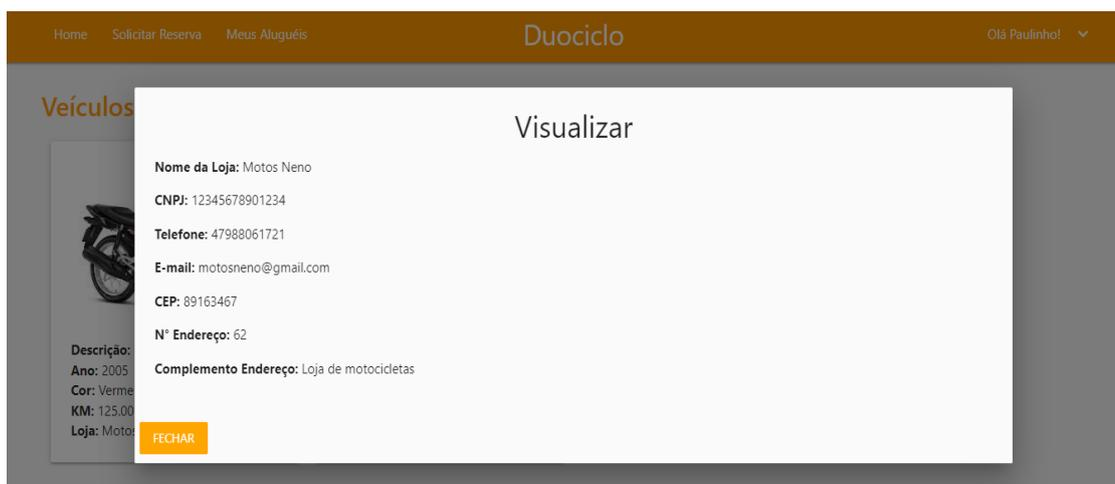 Home Solicitar Reserva Meus Aluguéis Duociclo Olá Paulinho!
Veículos
Visualizar
Nome da Loja: Motos Neno
CNPJ: 12345678901234
Telefone: 47988061721
E-mail: motosneno@gmail.com
CEP: 89163467
N° Endereço: 62
Complemento Endereço: Loja de motocicletas
FECHAR
Descrição:
Ano: 2005
Cor: Verme
KM: 125.00
Loja: Motos